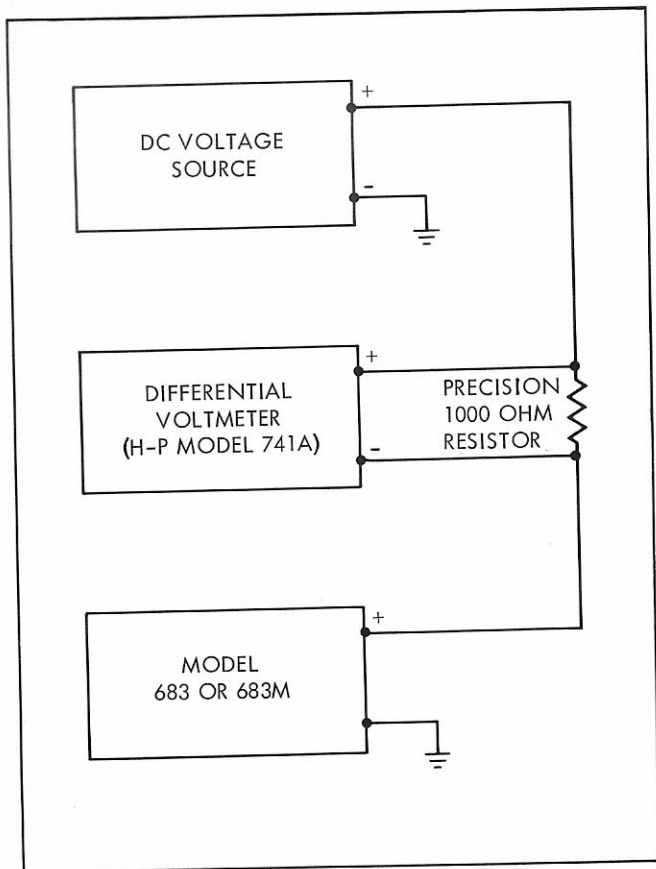 +
DC VOLTAGE
SOURCE
-
+
DIFFERENTIAL
VOLTMETER
(H-P MODEL 741A)
-
PRECISION
1000 OHM
RESISTOR
+
MODEL
683 OR 683M